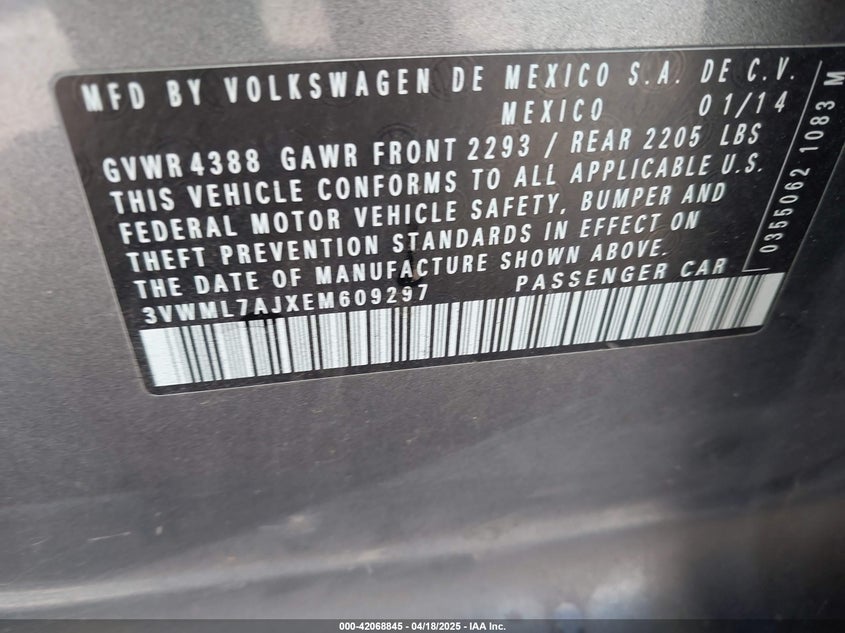 MFD BY VOLKSWAGEN DE MEXICO S.A. DE C.V.
MEXICO 01/14
GVWR 4388 GAWR FRONT 2293 / REAR 2205 LBS
THIS VEHICLE CONFORMS TO ALL APPLICABLE U.S.
FEDERAL MOTOR VEHICLE SAFETY, BUMPER AND
THEFT PREVENTION STANDARDS IN EFFECT ON
THE DATE OF MANUFACTURE SHOWN ABOVE.
3VWML7AJXEM609297 PASSENGER CAR
0355062 1083 M
000-42068845 - 04/18/2025 - IAA Inc.